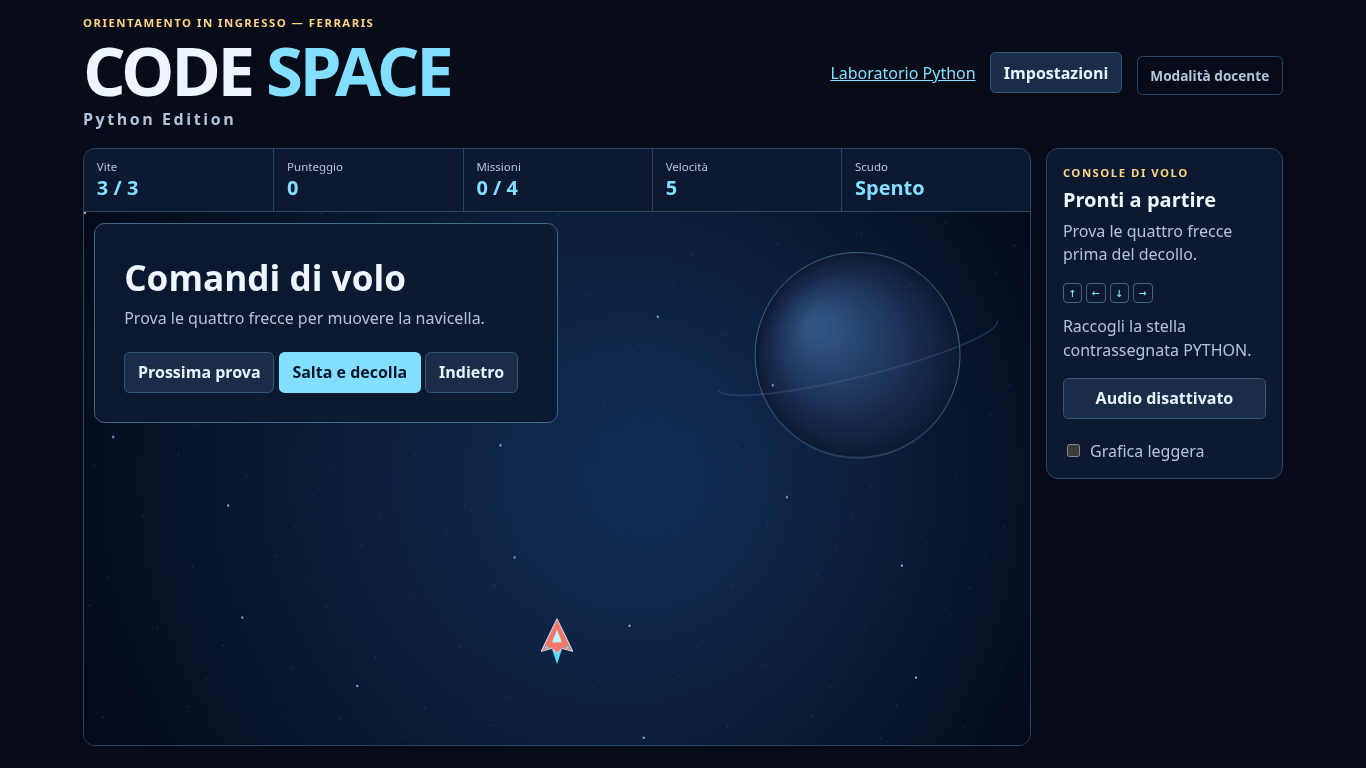 ORIENTAMENTO IN INGRESSO — FERRARIS
CODE SPACE
Python Edition
Laboratorio Python
Impostazioni
Modalità docente
Vite
3 / 3
Punteggio
0
Missioni
0 / 4
Velocità
5
Scudo
Spento
Comandi di volo
Prova le quattro frecce per muovere la navicella.
Prossima prova
Salta e decolla
Indietro
CONSOLE DI VOLO
Pronti a partire
Prova le quattro frecce
prima del decollo.
↑ ← ↓ →
Raccogli la stella
contrassegnata PYTHON.
Audio disattivato
Grafica leggera